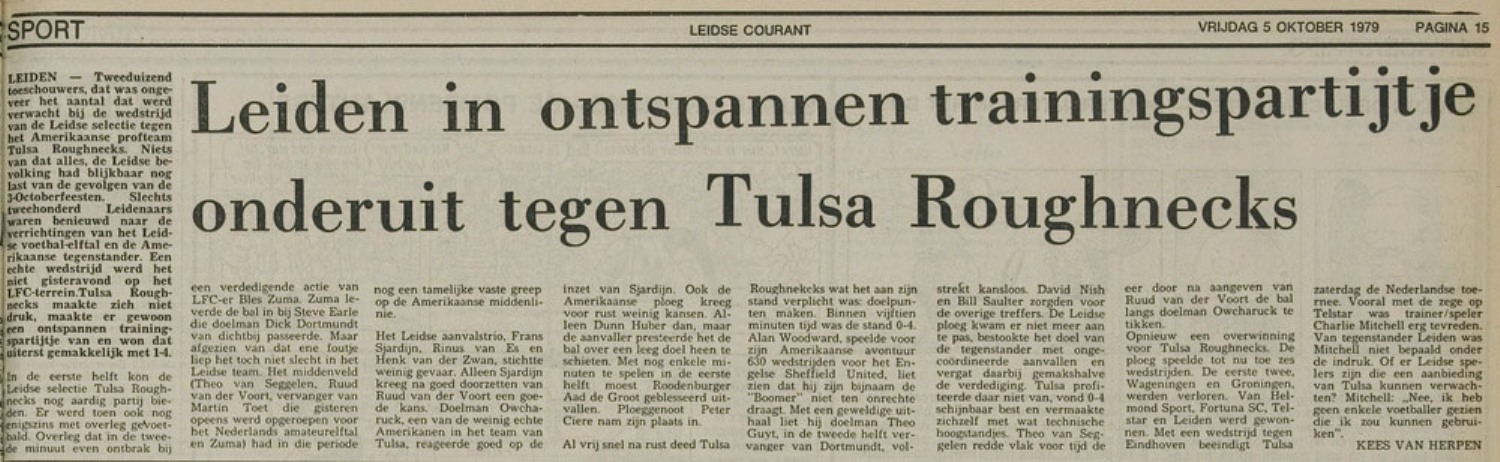 SPORT
LEIDSE COURANT
VRIJDAG 5 OKTOBER 1979 PAGINA 15
Leiden in ontspannen trainingspartijtje
onderuit tegen Tulsa Roughnecks
LEIDEN — Tweeduizend
toeschouwers, dat was onge-
veer het aantal dat werd
verwacht bij de wedstrijd
van de Leidse selectie tegen
het Amerikaanse profteam
Tulsa Roughnecks. Niets
van dat alles, de Leidse be-
volking had blijkbaar nog
last van de gevolgen van de
3-Octoberfeesten. Slechts
tweehonderd Leidenaars
waren benieuwd naar de
verrichtingen van het Leid-
se voetbal-elftal en de Ame-
rikaanse tegenstander. Een
echte wedstrijd werd het
niet gisteravond op het
LFC-terrein.Tulsa Rough-
necks maakte zich niet
druk, maakte er gewoon
een ontspannen training-
spartijtje van en won dat
uiterst gemakkelijk met 1-4.
In de eerste helft kon de
Leidse selectie Tulsa Rough-
necks nog aardig partij bie-
den. Er werd toen ook nog
enigszins met overleg gevoet-
bald. Overleg dat in de twee-
de minuut even ontbrak bij
een verdedigende actie van
LFC-er Bles Zuma. Zuma le-
verde de bal in bij Steve Earle
die doelman Dick Dortmundt
van dichtbij passeerde. Maar
afgezien van dat ene foutje
liep het toch niet slecht in het
Leidse team. Het middenveld
(Theo van Seggelen, Ruud
van der Voort, vervanger van
Martin Toet die gisteren
opeens werd opgeroepen voor
het Nederlands amateurelftal
en Zuma) had in die periode
nog een tamelijke vaste greep
op de Amerikaanse middenli-
nie.
Het Leidse aanvalstrio, Frans
Sjardijn, Rinus van Es en
Henk van der Zwan, stichtte
weinig gevaar. Alleen Sjardijn
kreeg na goed doorzetten van
Ruud van der Voort een goe-
de kans. Doelman Owcha-
ruck, een van de weinig echte
Amerikanen in het team van
Tulsa, reageerde goed op de
inzet van Sjardijn. Ook de
Amerikaanse ploeg kreeg
voor rust weinig kansen. Al-
leen Dunn Huber dan, maar
de aanvaller presteerde het de
bal over een leeg doel heen te
schieten. Met nog enkele mi-
nuten te spelen in de eerste
helft moest Roodenburger
Aad de Groot geblesseerd uit-
vallen. Ploeggenoot Peter
Ciere nam zijn plaats in.
Al vrij snel na rust deed Tulsa
Roughnekcks wat het aan zijn
stand verplicht was: doelpun-
ten maken. Binnen vijftien
minuten tijd was de stand 0-4.
Alan Woodward, speelde voor
zijn Amerikaanse avontuur
630 wedstrijden voor het En-
gelse Sheffield United, liet
zien dat hij zijn bijnaam de
"Boomer" niet ten onrechte
draagt. Met een geweldige uit-
haal liet hij doelman Theo
Guyt, in de tweede helft ver-
vanger van Dortmundt, vol-
strekt kansloos. David Nish
en Bill Saulter zorgden voor
de overige treffers. De Leidse
ploeg kwam er niet meer aan
te pas, bestookte het doel van
de tegenstander met onge-
coördineerde aanvallen en
vergat daarbij gemakshalve
de verdediging. Tulsa profi-
teerde daar niet van, vond 0-4
schijnbaar best en vermaakte
zichzelf met wat technische
hoogstandjes. Theo van Seg-
gelen redde vlak voor tijd de
eer door na aangeven van
Ruud van der Voort de bal
langs doelman Owcharuck te
tikken.
Opnieuw een overwinning
voor Tulsa Roughnecks. De
ploeg speelde tot nu toe zes
wedstrijden. De eerste twee,
Wageningen en Groningen,
werden verloren. Van Hel-
mond Sport, Fortuna SC, Tel-
star en Leiden werd gewon-
nen. Met een wedstrijd tegen
Eindhoven beeindigt Tulsa
zaterdag de Nederlandse toe-
rnee. Vooral met de zege op
Telstar was trainer/speler
Charlie Mitchell erg tevreden.
Van tegenstander Leiden was
Mitchell niet bepaald onder
de indruk. Of Leidse spe-
lers zijn die een aanbieding
van Tulsa kunnen verwach-
ten? Mitchell: „Nee, ik heb
geen enkele voetballer gezien
die ik zou kunnen gebrui-
ken”.
KEES VAN HERPEN